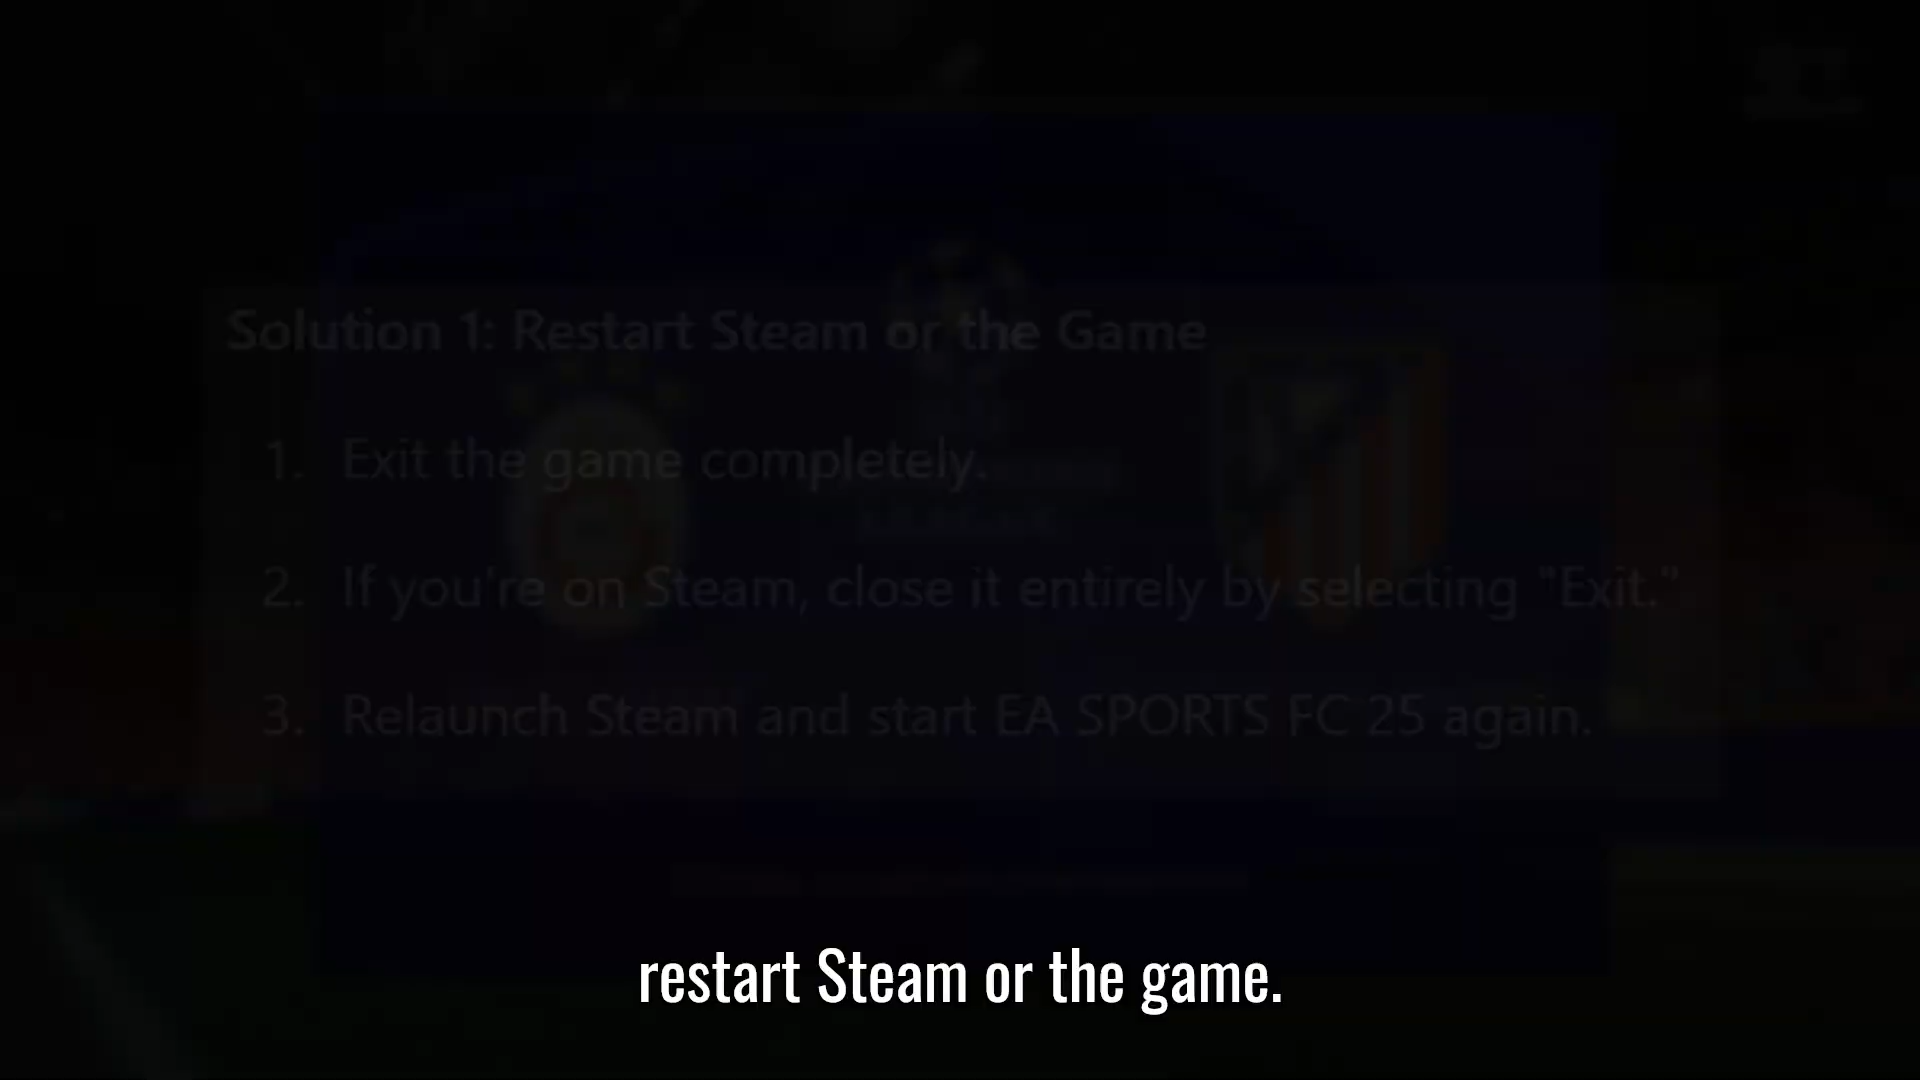 Solution 1: Restart Steam or the Game
1. Exit the game completely.
2. If you're on Steam, close it entirely by selecting "Exit."
3. Relaunch Steam and start EA SPORTS FC 25 again.
restart Steam or the game.